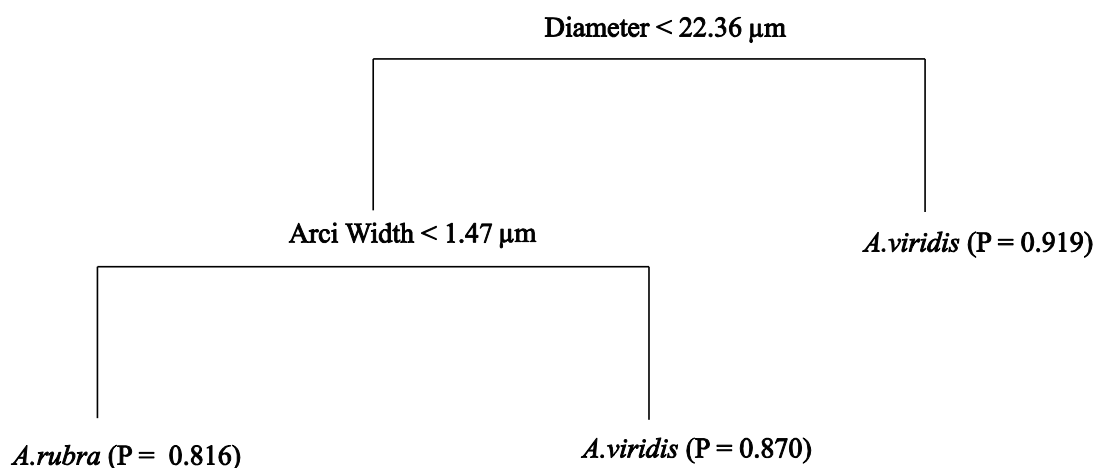 Diameter < 22.36 µm
Arci Width < 1.47 µm
A.viridis (P = 0.919)
A.rubra (P = 0.816)
A.viridis (P = 0.870)